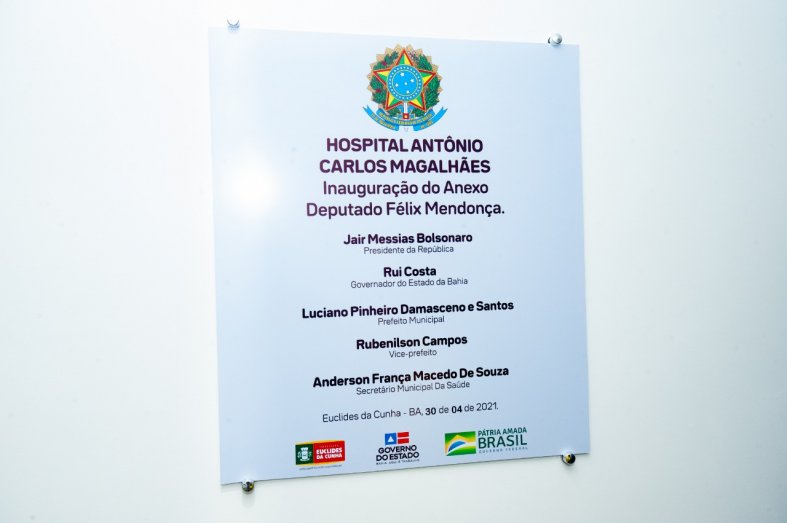 HOSPITAL ANTÔNIO
CARLOS MAGALHÃES
Inauguração do Anexo
Deputado Félix Mendonça.
Jair Messias Bolsonaro
Presidente da República
Rui Costa
Governador do Estado da Bahia
Luciano Pinheiro Damasceno e Santos
Prefeito Municipal
Rubenilson Campos
Vice-prefeito
Anderson França Macedo De Souza
Secretário Municipal Da Saúde
Euclides da Cunha - BA, 30 de 04 de 2021.
EUCLIDES
DA CUNHA
GOVERNO
DO ESTADO
PÁTRIA AMADA
BRASIL
GOVERNO FEDERAL